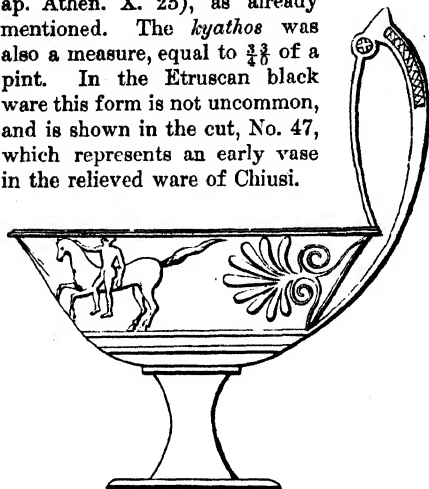 ap. Athen. X. as already
mentioned. The kyathos was
also a measure, equal to 33/40 of a
pint. In the Etruscan black
ware this form is not uncommon,
and is shown in the cut, No. 47,
which represents an early vase
in the relieved ware of Chiusi.